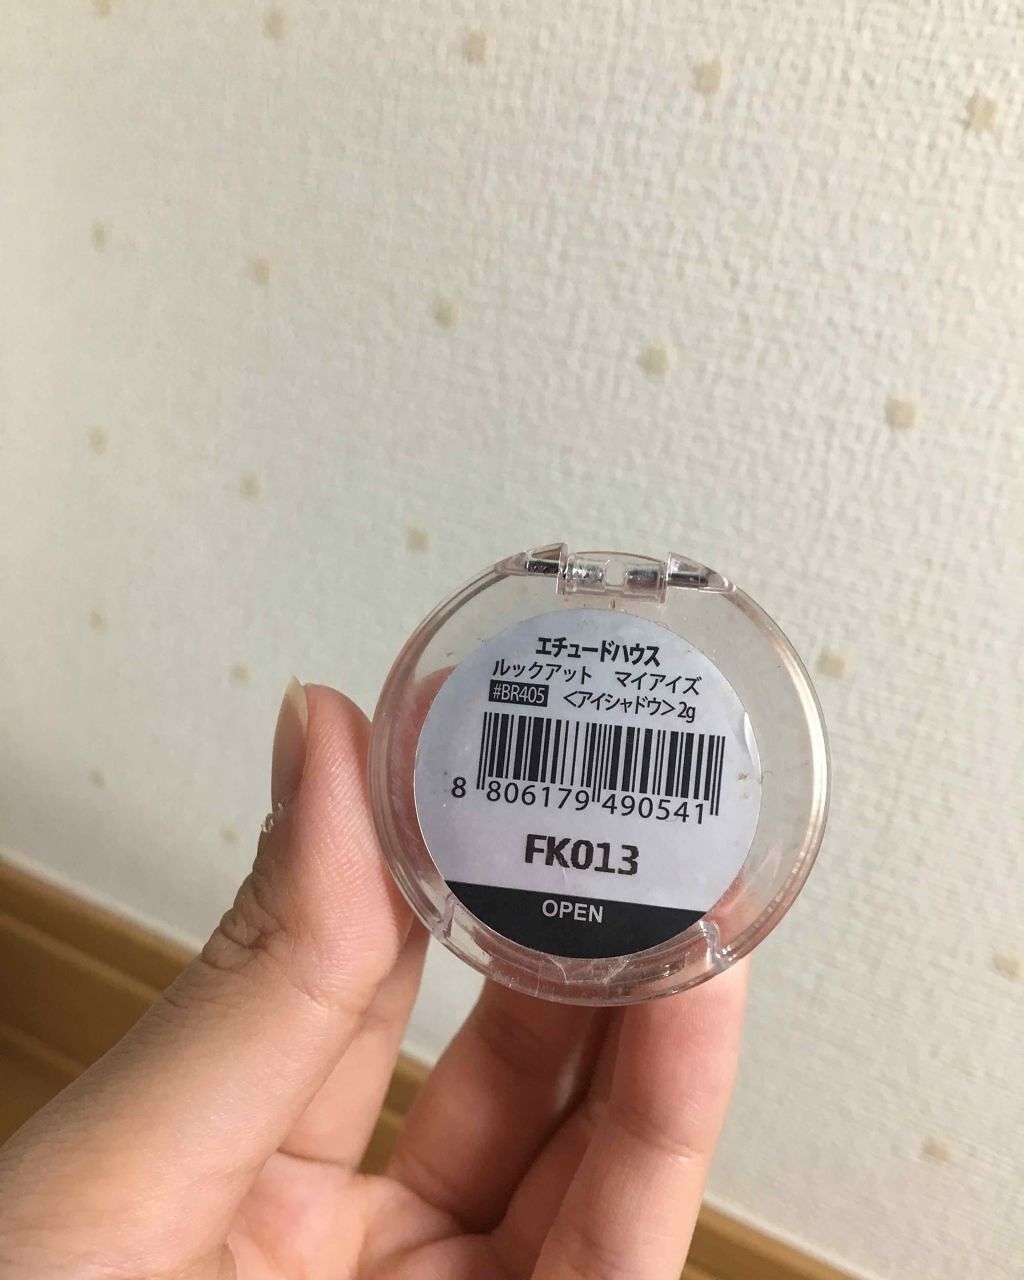 エチュードハウス
ルックアット　マイアイズ
#BR405 <アイシャドウ>2g
8 806179 490541
FK013
OPEN